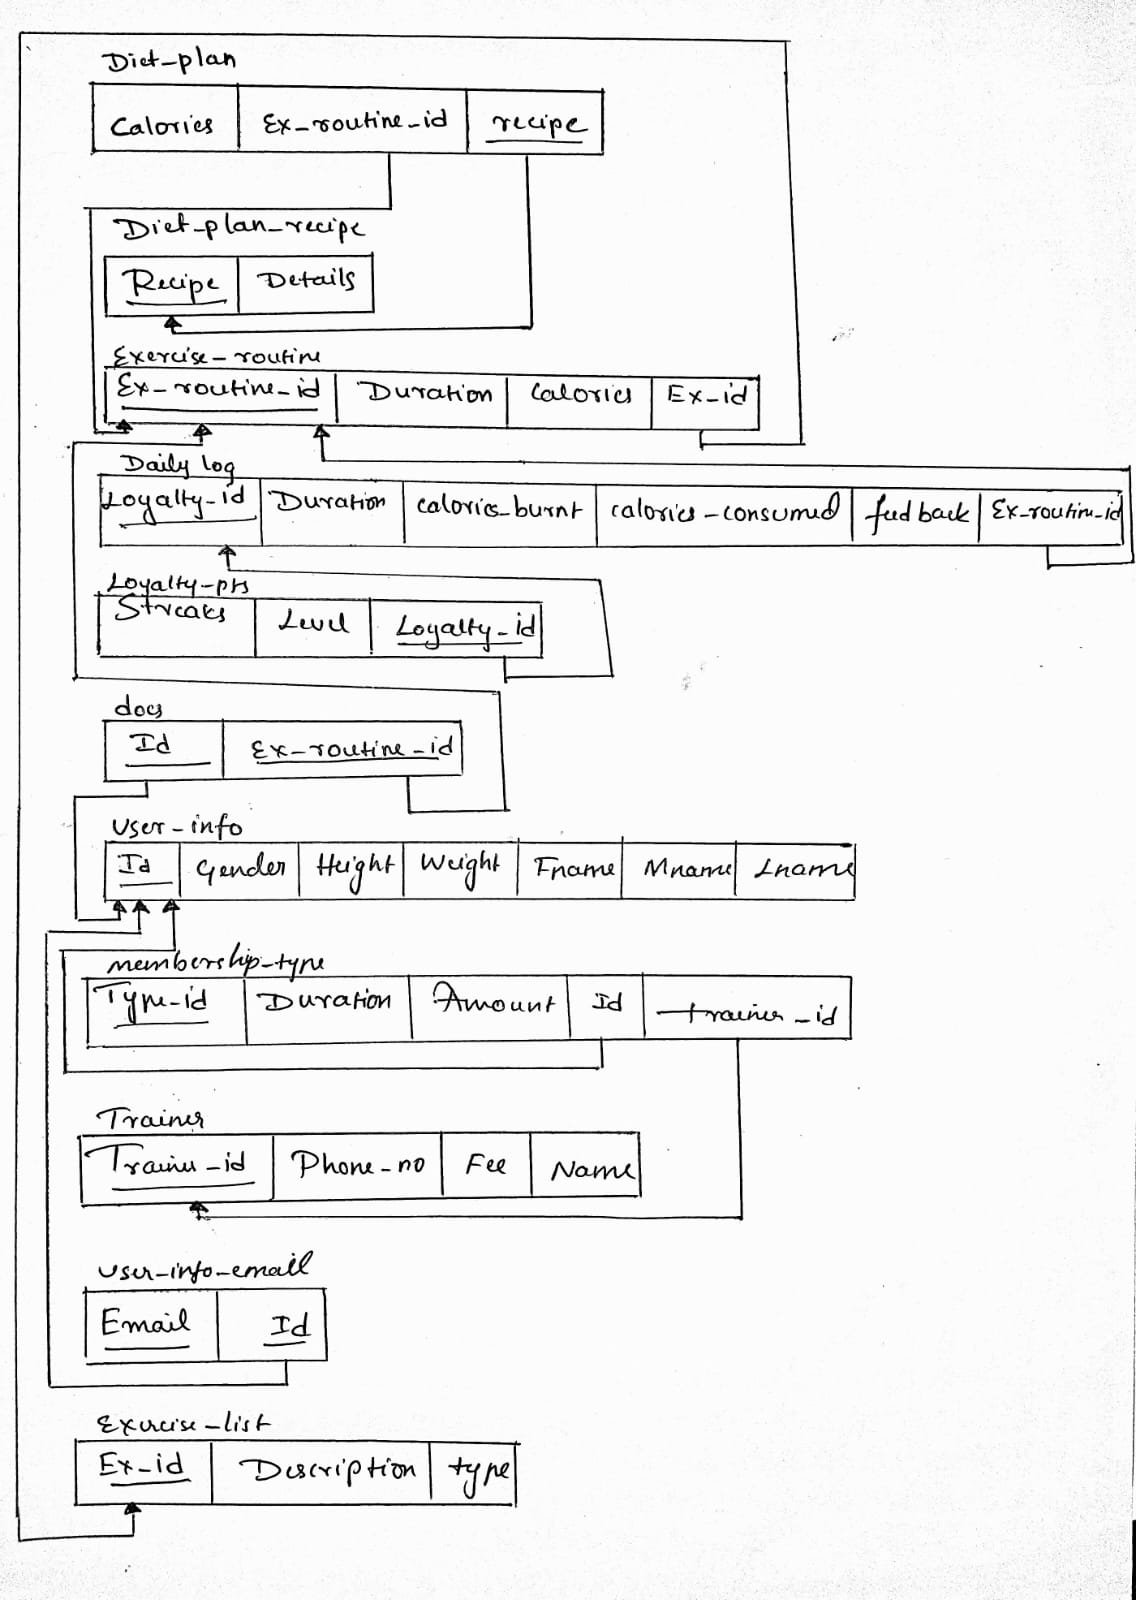 Diet-plan
Calories Ex-routine-id recipe
Diet-plan-recipe
Recipe Details
Exercise-routine
Ex-routine-id Duration Calories Ex-id
Daily log
Loyalty-id Duration calories-burnt calories-consumed feedback Ex-routine-id
Loyalty-pts
Streaks Level Loyalty-id
does
Id Ex-routine-id
User-info
Id Gender Height Weight Fname Mname Lname
membership-type
Type-id Duration Amount Id trainer-id
Trainer
Trainer-id Phone-no Fee Name
User-info-email
Email Id
Exercise-list
Ex-id Description type